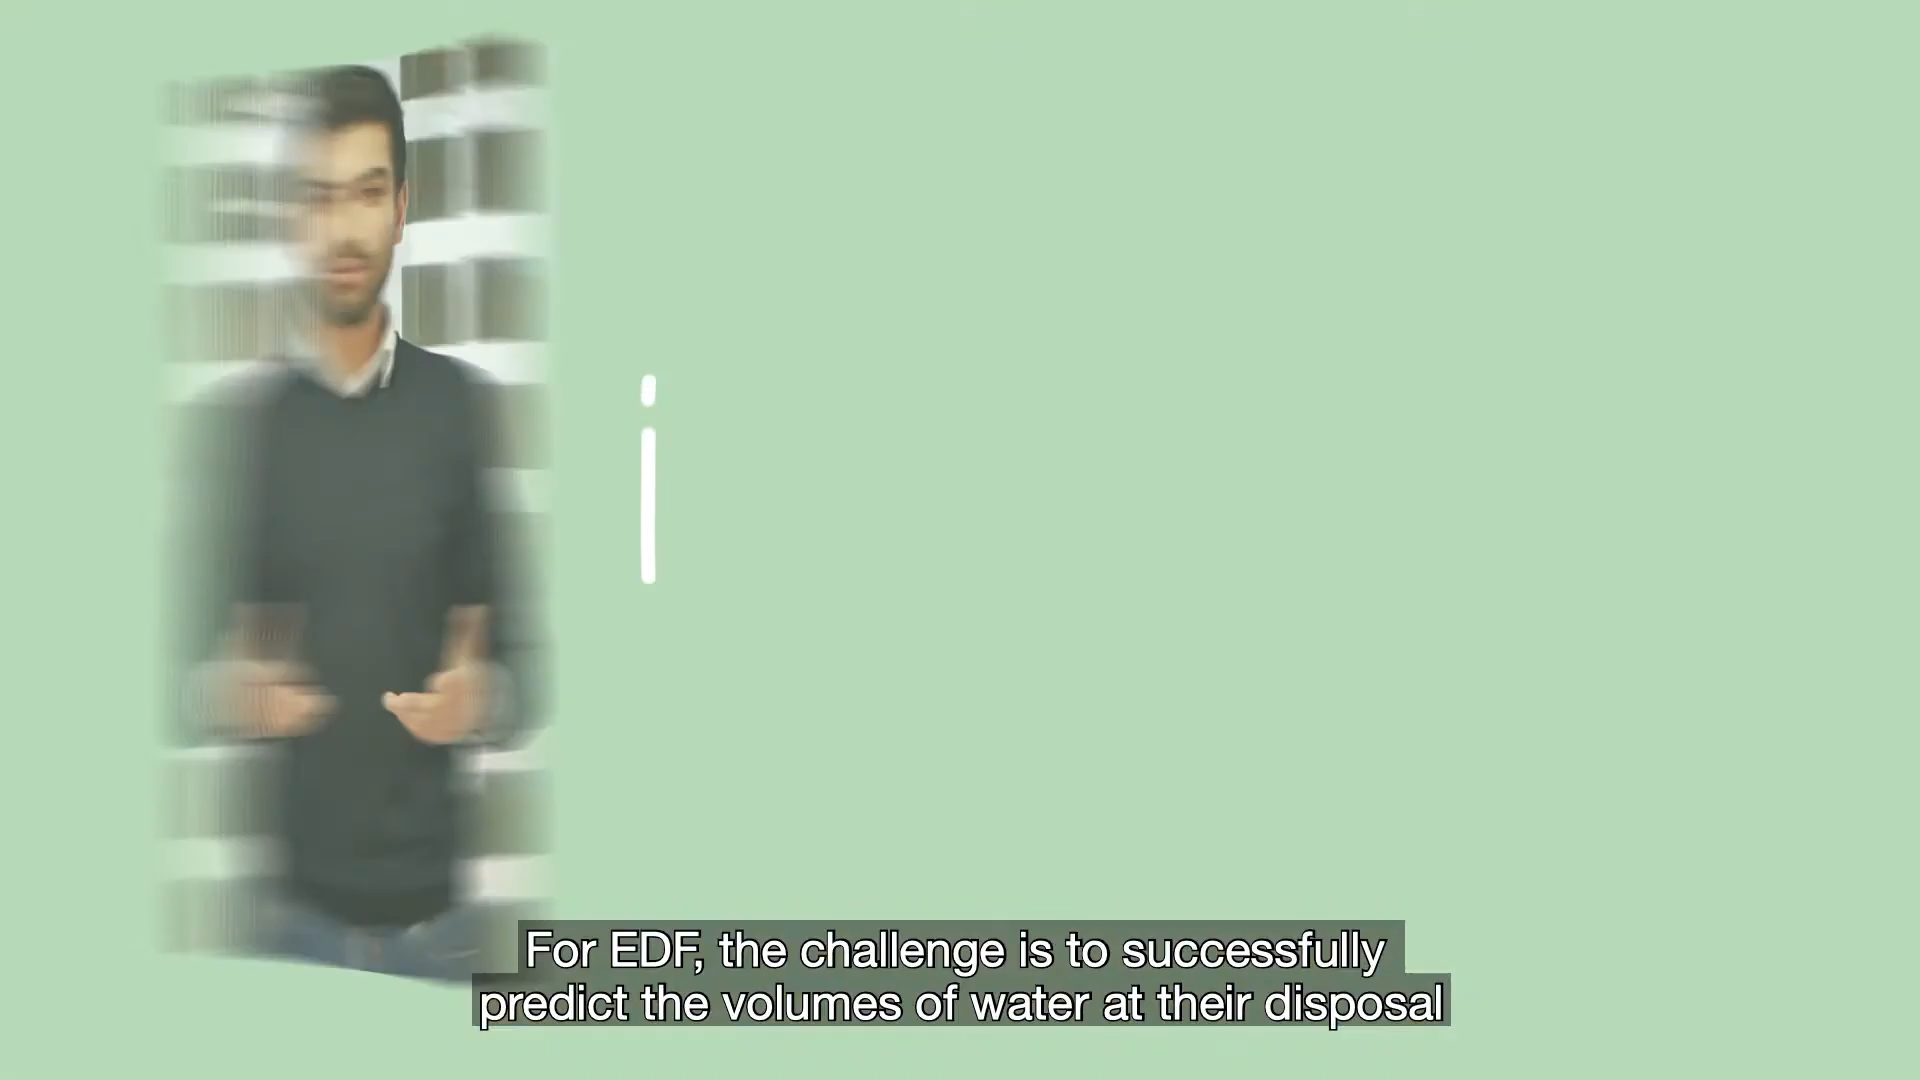 For EDF, the challenge is to successfully
predict the volumes of water at their disposal